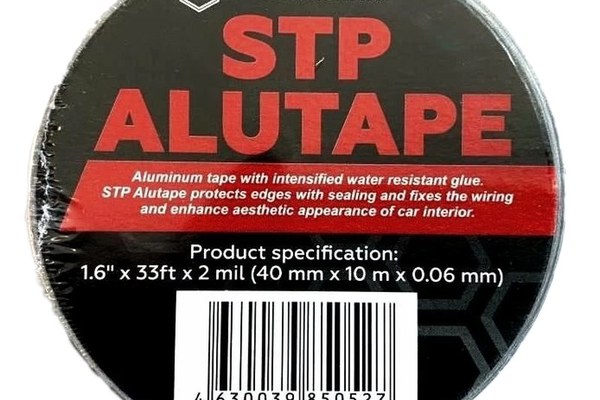 STP
ALUTAPE
Aluminum tape with intensified water resistant glue.
STP Alutape protects edges with sealing and fixes the wiring
and enhance aesthetic appearance of car interior.
Product specification:
1.6" x 33ft x 2 mil (40 mm x 10 m x 0.06 mm)
4 630039 850527